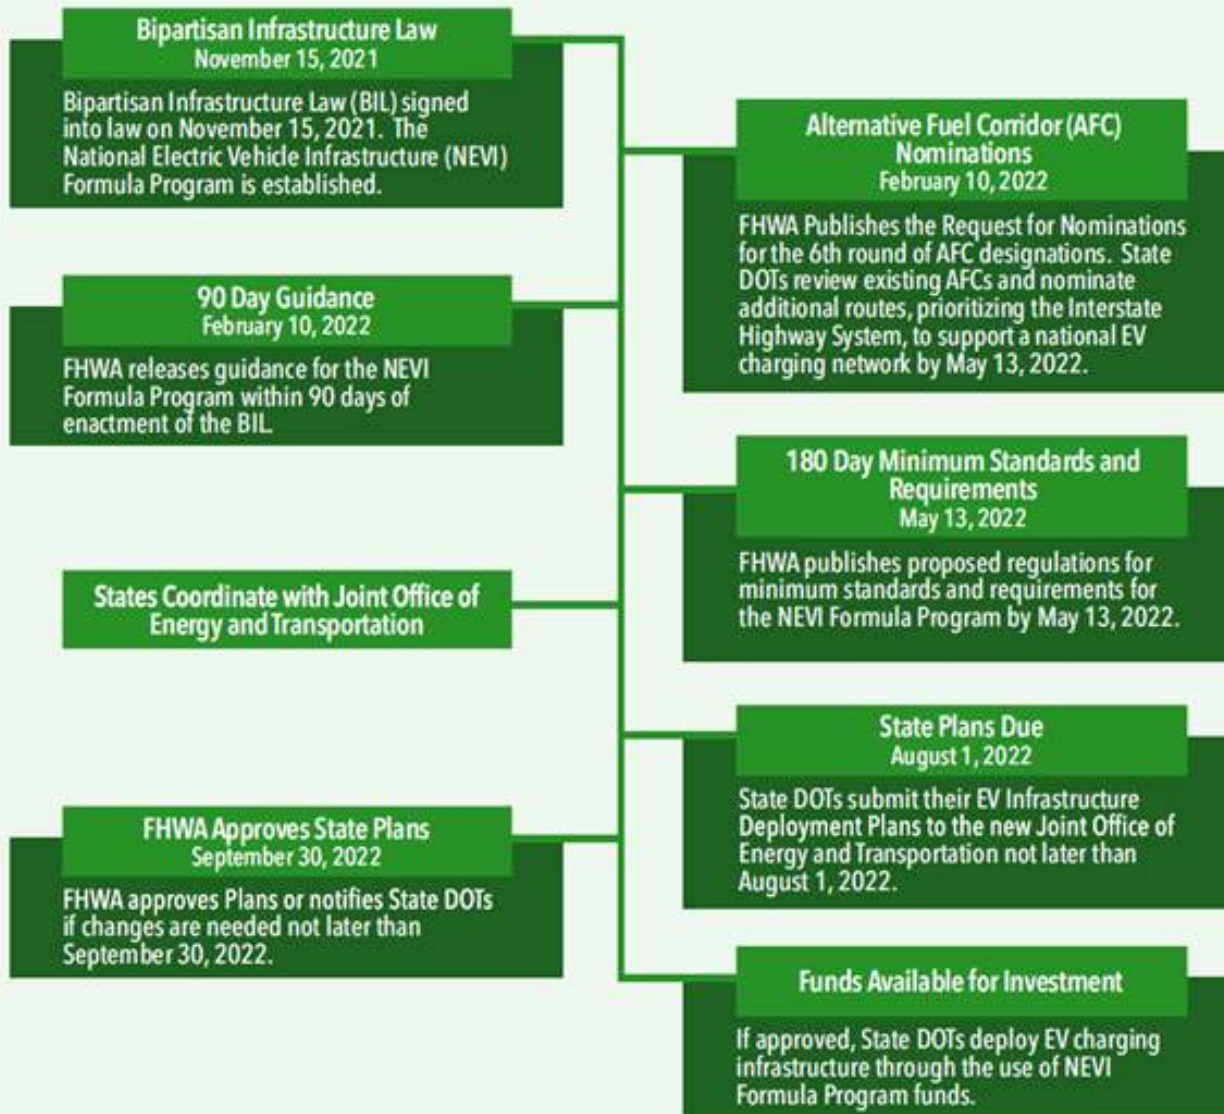 Bipartisan Infrastructure Law
November 15, 2021
Bipartisan Infrastructure Law (BIL) signed
into law on November 15, 2021. The
National Electric Vehicle Infrastructure (NEVI)
Formula Program is established.
Alternative Fuel Corridor (AFC)
Nominations
February 10, 2022
FHWA Publishes the Request for Nominations
for the 6th round of AFC designations. State
DOTs review existing AFCs and nominate
additional routes, prioritizing the Interstate
Highway System, to support a national EV
charging network by May 13, 2022.
90 Day Guidance
February 10, 2022
FHWA releases guidance for the NEVI
Formula Program within 90 days of
enactment of the BIL.
180 Day Minimum Standards and
Requirements
May 13, 2022
FHWA publishes proposed regulations for
minimum standards and requirements for
the NEVI Formula Program by May 13, 2022.
States Coordinate with Joint Office of
Energy and Transportation
State Plans Due
August 1, 2022
State DOTs submit their EV Infrastructure
Deployment Plans to the new Joint Office of
Energy and Transportation not later than
August 1, 2022.
FHWA Approves State Plans
September 30, 2022
FHWA approves Plans or notifies State DOTs
if changes are needed not later than
September 30, 2022.
Funds Available for Investment
If approved, State DOTs deploy EV charging
infrastructure through the use of NEVI
Formula Program funds.